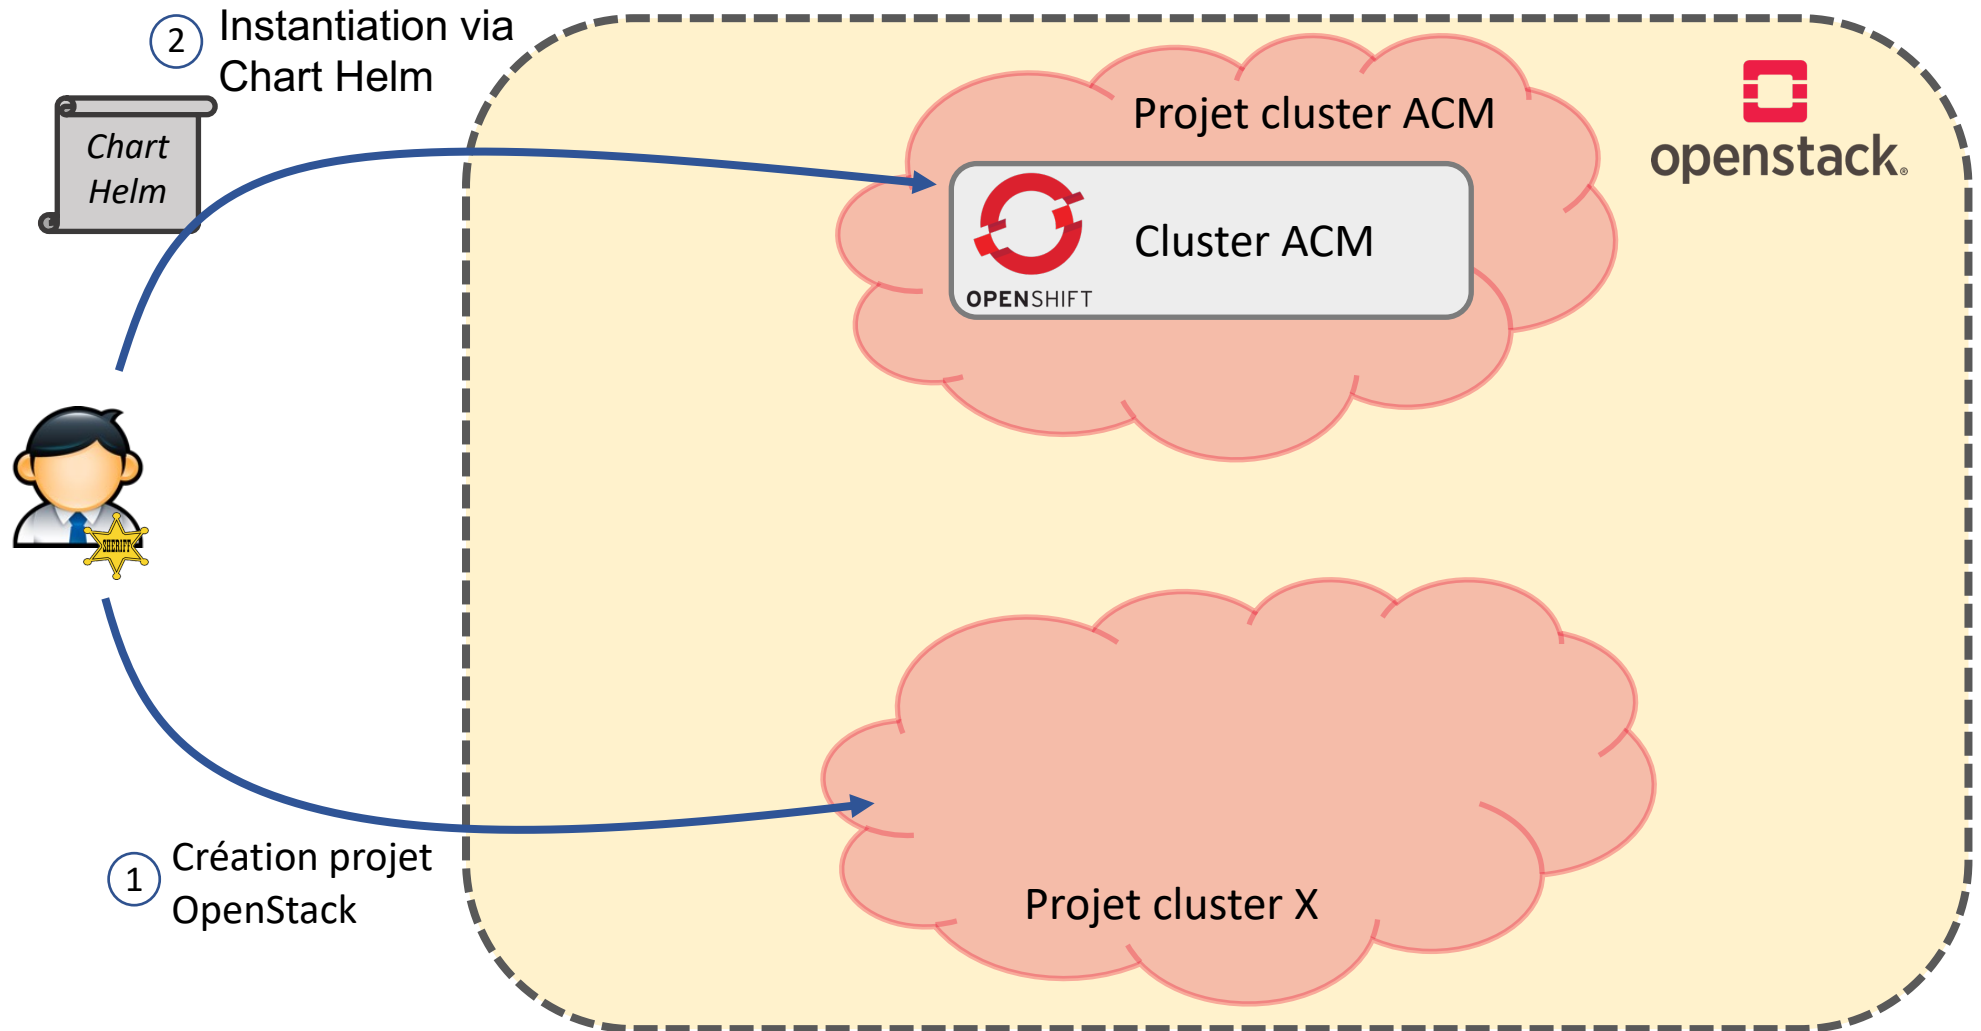 2
Instantiation via
Chart Helm
Chart
Helm
Projet cluster ACM
openstack.
Cluster ACM
OPENSHIFT
SHERIFF
1
Création projet
OpenStack
Projet cluster X